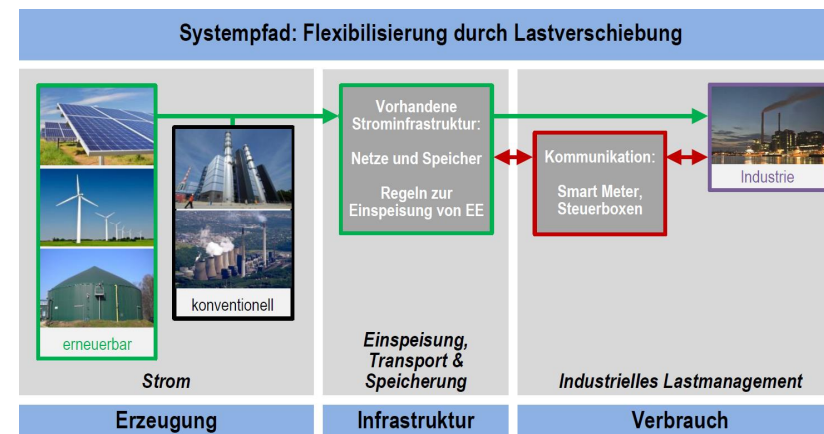 Systempfad: Flexibilisierung durch Lastverschiebung
erneuerbar
konventionell
Strom
Vorhandene
Strominfrastruktur:
Netze und Speicher
Regeln zur
Einspeisung von EE
Einspeisung,
Transport &
Speicherung
Kommunikation:
Smart Meter,
Steuerboxen
Industrie
Industrielles Lastmanagement
Erzeugung
Infrastruktur
Verbrauch